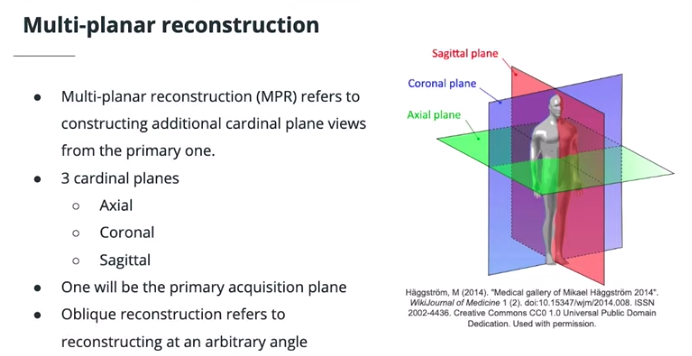 Multi-planar reconstruction
● Multi-planar reconstruction (MPR) refers to
constructing additional cardinal plane views
from the primary one.
● 3 cardinal planes
○ Axial
○ Coronal
○ Sagittal
● One will be the primary acquisition plane
● Oblique reconstruction refers to
reconstructing at an arbitrary angle
Sagittal plane
Coronal plane
Axial plane
Häggström, M (2014). "Medical gallery of Mikael Häggström 2014".
WikiJournal of Medicine 1 (2). doi:10.15347/wjm/2014.008. ISSN
2002-4436. Creative Commons CC0 1.0 Universal Public Domain
Dedication. Used with permission.